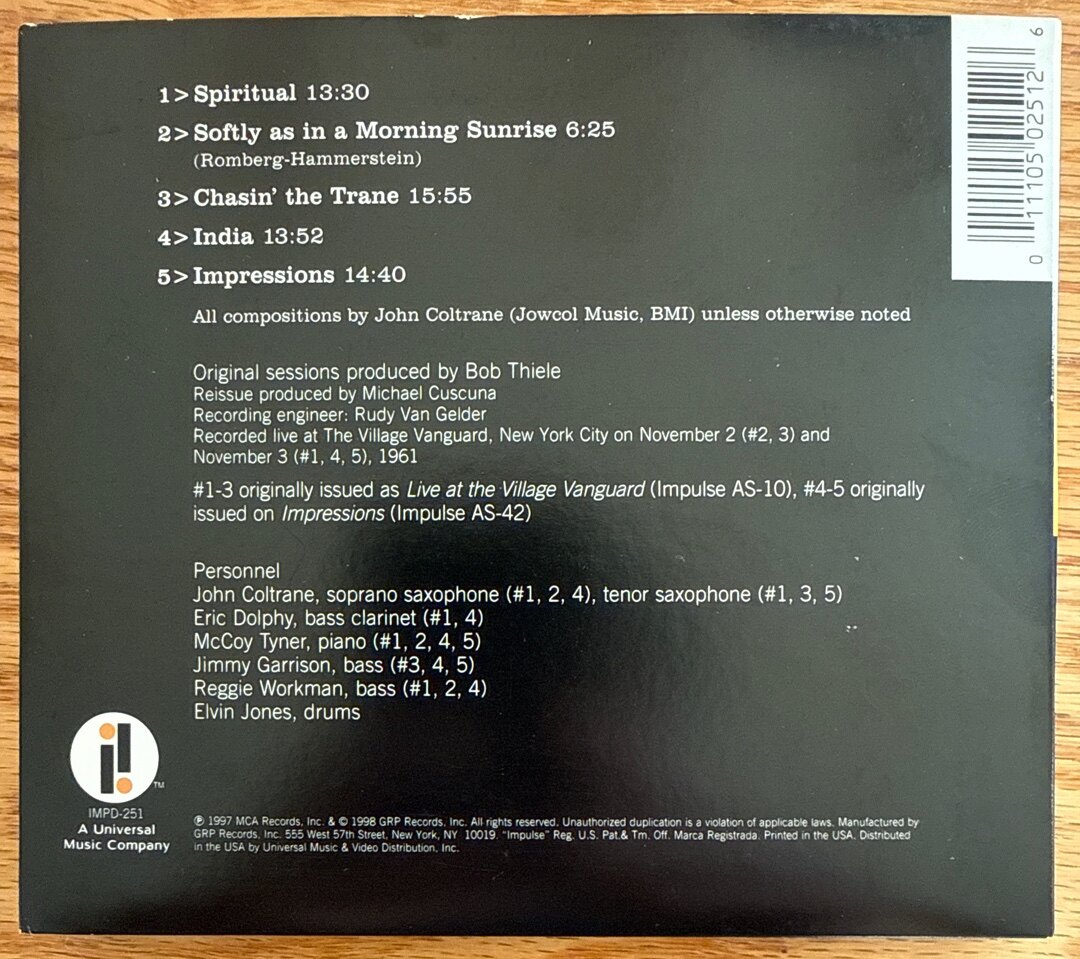 1> Spiritual 13:30
2> Softly as in a Morning Sunrise 6:25
(Romberg-Hammerstein)
3> Chasin' the Trane 15:55
4> India 13:52
5> Impressions 14:40
All compositions by John Coltrane (Jowcol Music, BMI) unless otherwise noted
Original sessions produced by Bob Thiele
Reissue produced by Michael Cuscuna
Recording engineer: Rudy Van Gelder
Recorded live at The Village Vanguard, New York City on November 2 (#2, 3) and
November 3 (#1, 4, 5), 1961
#1-3 originally issued as Live at the Village Vanguard (Impulse AS-10), #4-5 originally
issued on Impressions (Impulse AS-42)
Personnel
John Coltrane, soprano saxophone (#1, 2, 4), tenor saxophone (#1, 3, 5)
Eric Dolphy, bass clarinet (#1, 4)
McCoy Tyner, piano (#1, 2, 4, 5)
Jimmy Garrison, bass (#3, 4, 5)
Reggie Workman, bass (#1, 2, 4)
Elvin Jones, drums
i! TM
IMPD-251
A Universal
Music Company
℗ 1997 MCA Records, Inc. & © 1998 GRP Records, Inc. All rights reserved. Unauthorized duplication is a violation of applicable laws. Manufactured by
GRP Records, Inc. 555 West 57th Street, New York, NY 10019. "Impulse" Reg. U.S. Pat.& Tm. Off. Marca Registrada. Printed in the USA. Distributed
in the USA by Universal Music & Video Distribution, Inc.
0 11105 02512 6